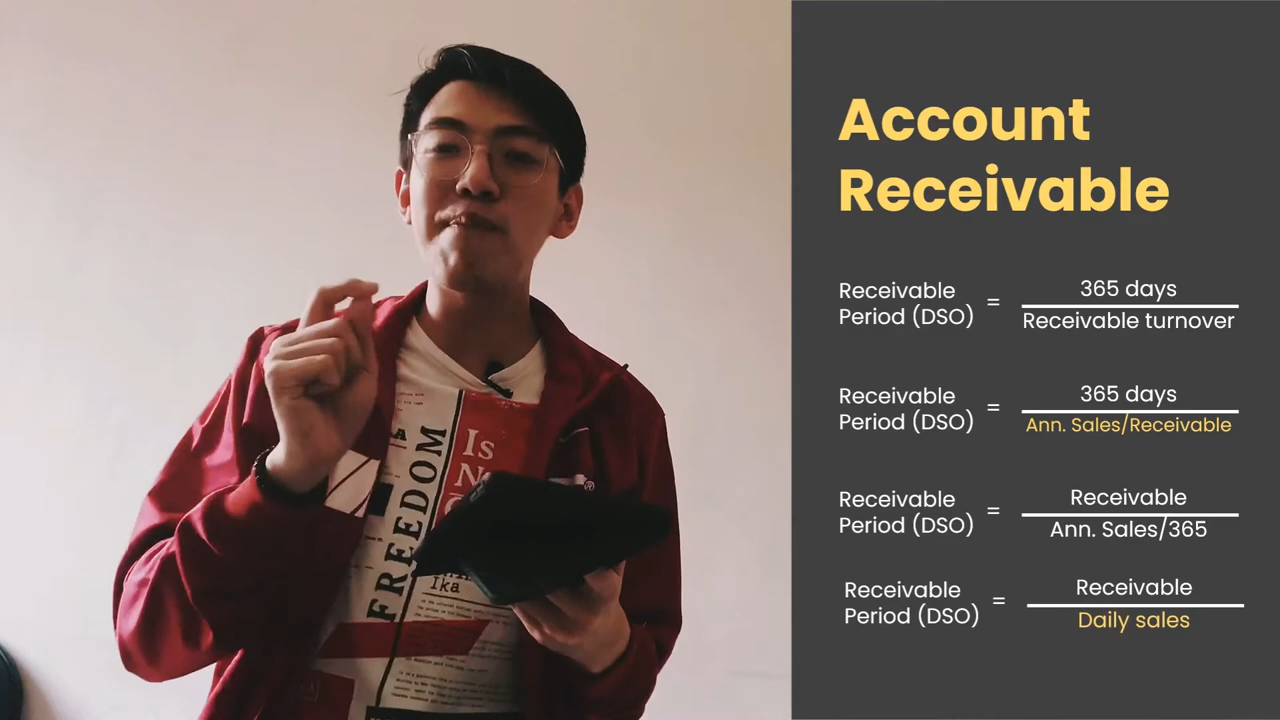 Account
Receivable
Receivable
Period (DSO)
=
365 days
Receivable turnover
Receivable
Period (DSO)
=
365 days
Ann. Sales/Receivable
Receivable
Period (DSO)
=
Receivable
Ann. Sales/365
Receivable
Period (DSO)
=
Receivable
Daily sales
FREEDOM
Is
A
Ika
®